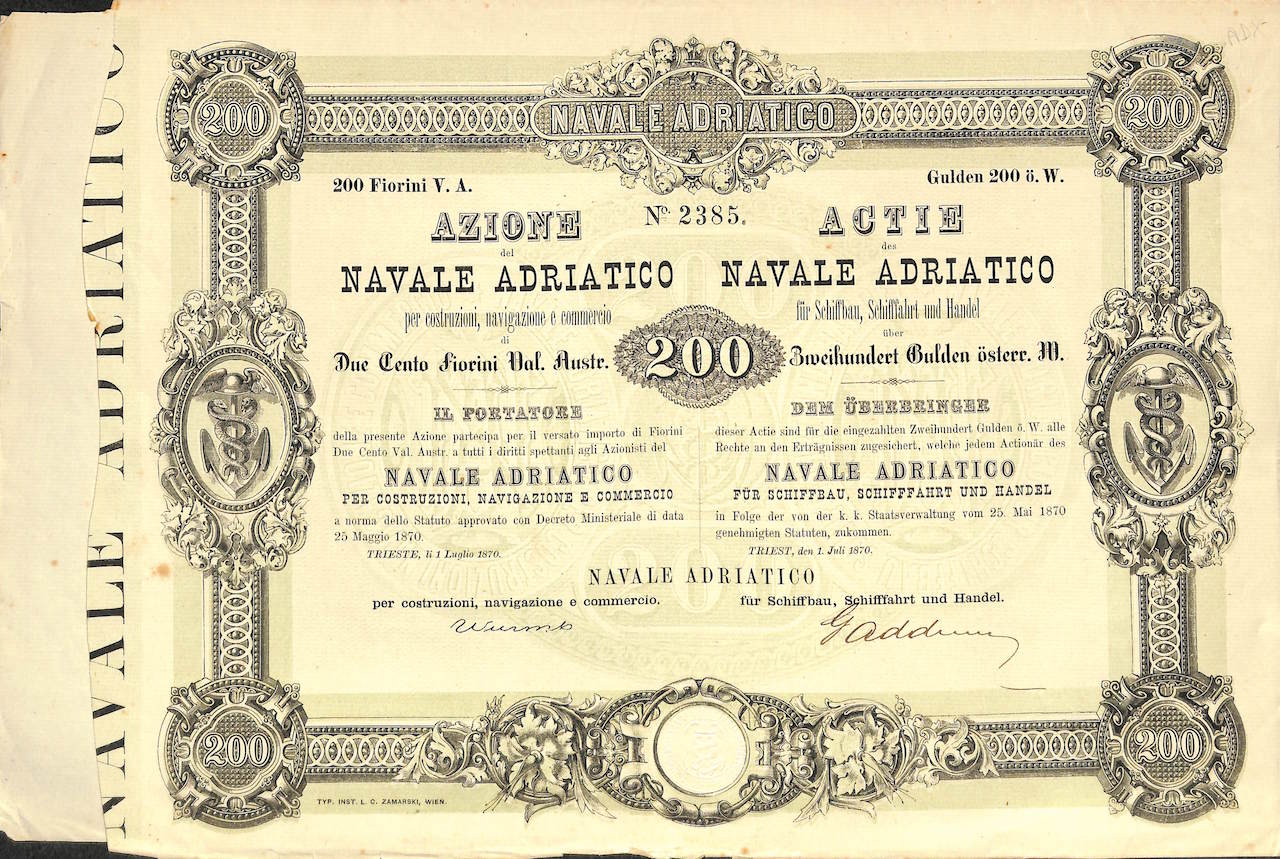 NAVALE ADRIATICO
200
NAVALE ADRIATICO
200
200 Fiorini V. A.
Gulden 200 ö. W.
No. 2385.
AZIONE
del
NAVALE ADRIATICO
per costruzioni, navigazione e commercio
di
Due Cento Fiorini Val. Austr.
ACTIE
des
NAVALE ADRIATICO
für Schiffbau, Schifffahrt und Handel
über
Zweihundert Gulden österr. W.
200
IL PORTATORE
della presente Azione partecipa per il versato importo di Fiorini
Due Cento Val. Austr. a tutti i diritti spettanti agli Azionisti del
NAVALE ADRIATICO
PER COSTRUZIONI, NAVIGAZIONE E COMMERCIO
a norma dello Statuto approvato con Decreto Ministeriale di data
25 Maggio 1870.
TRIESTE, li 1 Luglio 1870.
DEM ÜBERBRINGER
dieser Actie sind für die eingezahlten Zweihundert Gulden ö. W. alle
Rechte an den Erträgnissen zugesichert, welche jedem Actionär des
NAVALE ADRIATICO
FÜR SCHIFFBAU, SCHIFFFAHRT UND HANDEL
in Folge der von der k. k. Staatsverwaltung vom 25. Mai 1870
genehmigten Statuten, zukommen.
TRIEST, den 1. Juli 1870.
NAVALE ADRIATICO
per costruzioni, navigazione e commercio.
für Schiffbau, Schifffahrt und Handel.
200
200
TYP. INST. L. C. ZAMARSKI, WIEN.